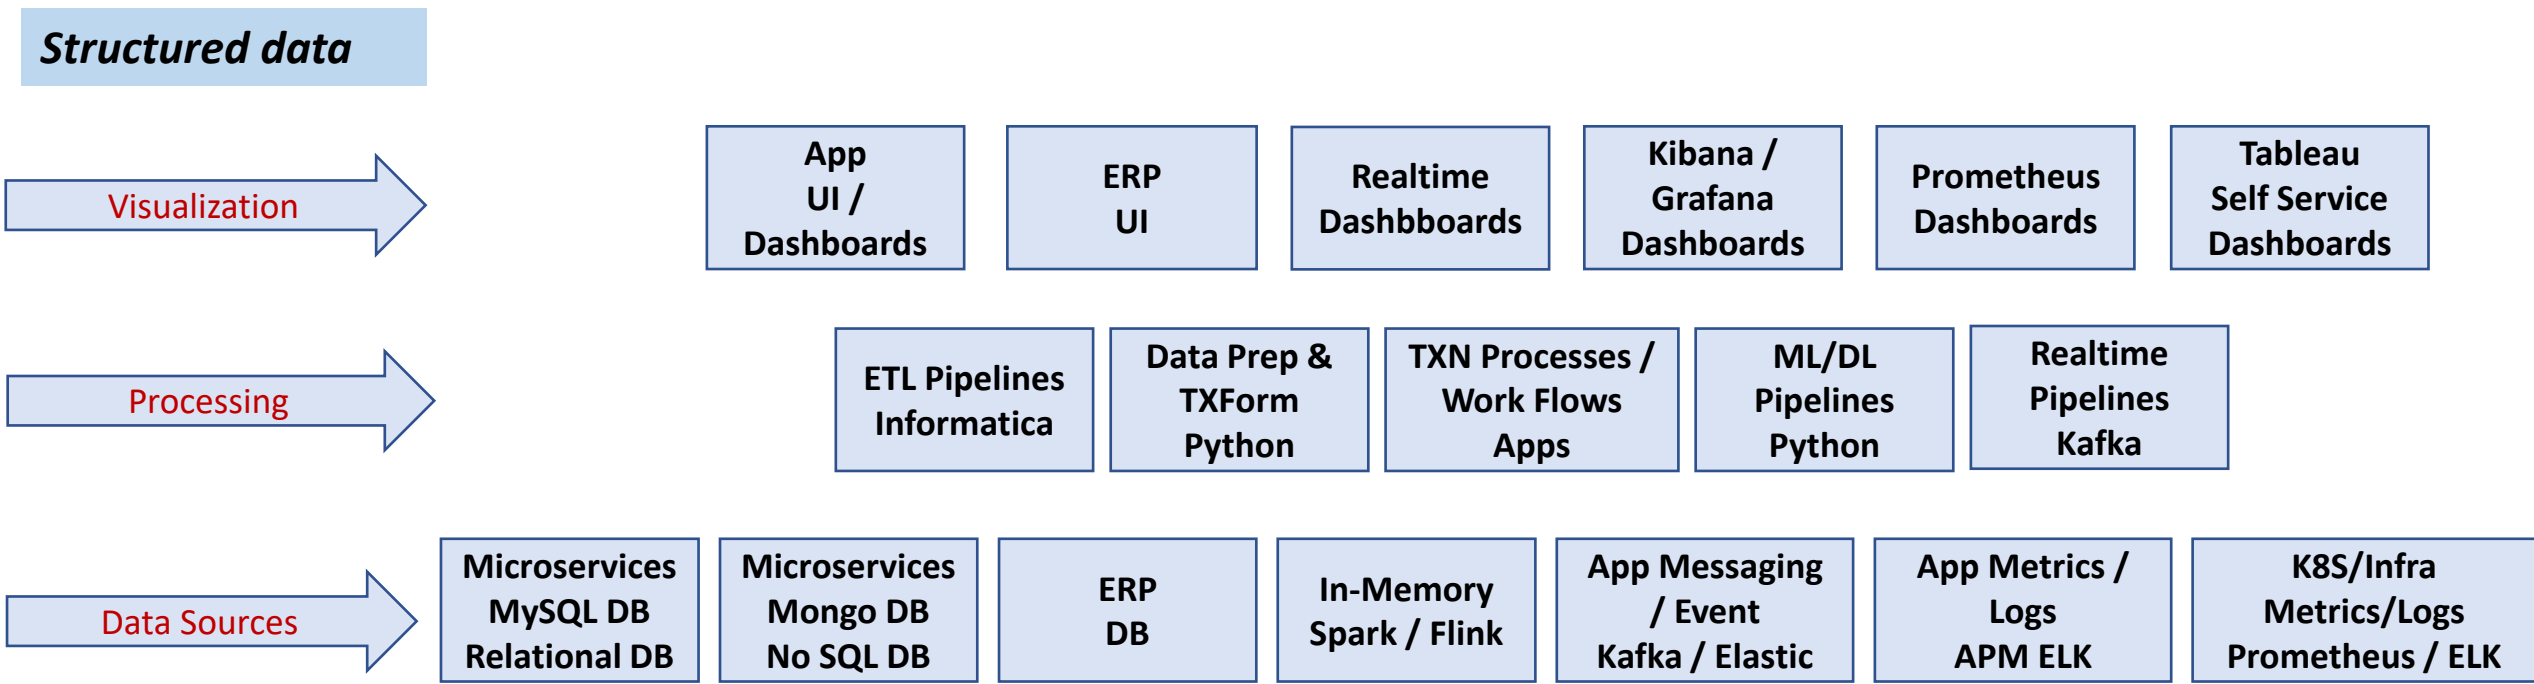 Structured data
Visualization
App
UI /
Dashboards
ERP
UI
Realtime
Dashbboards
Kibana /
Grafana
Dashboards
Prometheus
Dashboards
Tableau
Self Service
Dashboards
Processing
ETL Pipelines
Informatica
Data Prep &
TXForm
Python
TXN Processes /
Work Flows
Apps
ML/DL
Pipelines
Python
Realtime
Pipelines
Kafka
Data Sources
Microservices
MySQL DB
Relational DB
Microservices
Mongo DB
No SQL DB
ERP
DB
In-Memory
Spark / Flink
App Messaging
/ Event
Kafka / Elastic
App Metrics /
Logs
APM ELK
K8S/Infra
Metrics/Logs
Prometheus / ELK